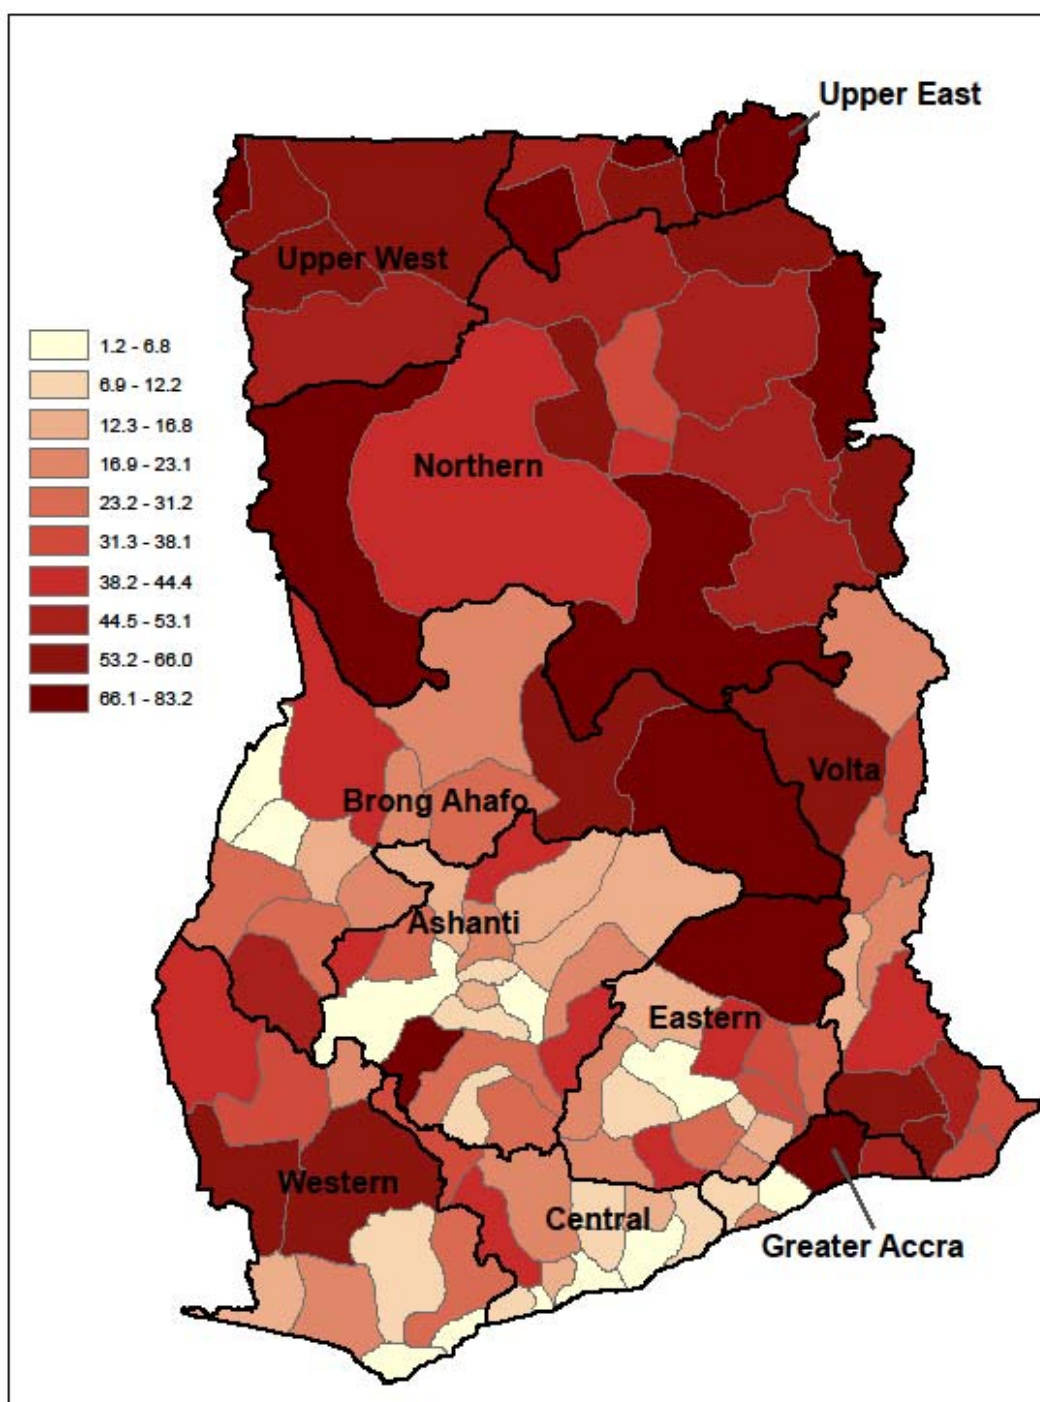 Upper East
Upper West
1.2 - 6.8
6.9 - 12.2
12.3 - 16.8
16.9 - 23.1
23.2 - 31.2
31.3 - 38.1
38.2 - 44.4
44.5 - 53.1
53.2 - 66.0
66.1 - 83.2
Northern
Volta
Brong Ahafo
Ashanti
Eastern
Western
Central
Greater Accra